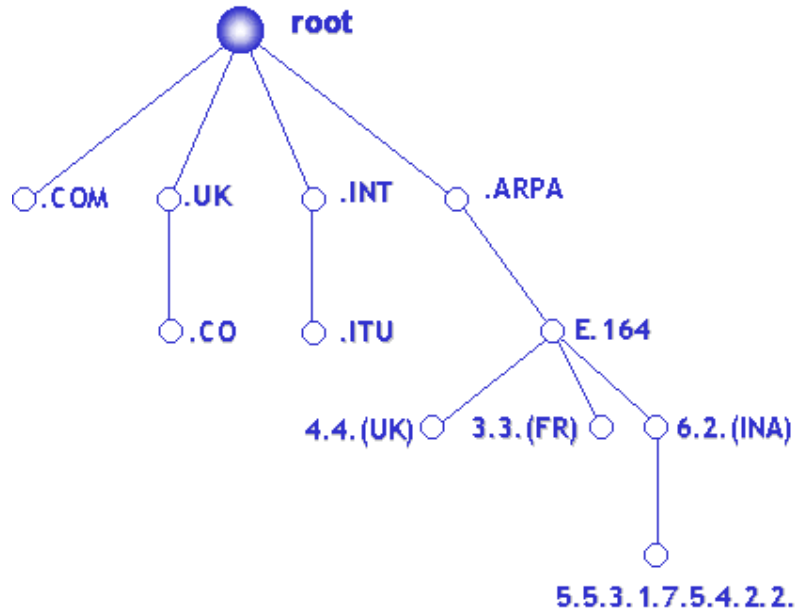 root
.COM
.UK
.INT
.ARPA
.CO
.ITU
E.164
4.4.(UK)
3.3.(FR)
6.2.(INA)
5.5.3.1.7.5.4.2.2.